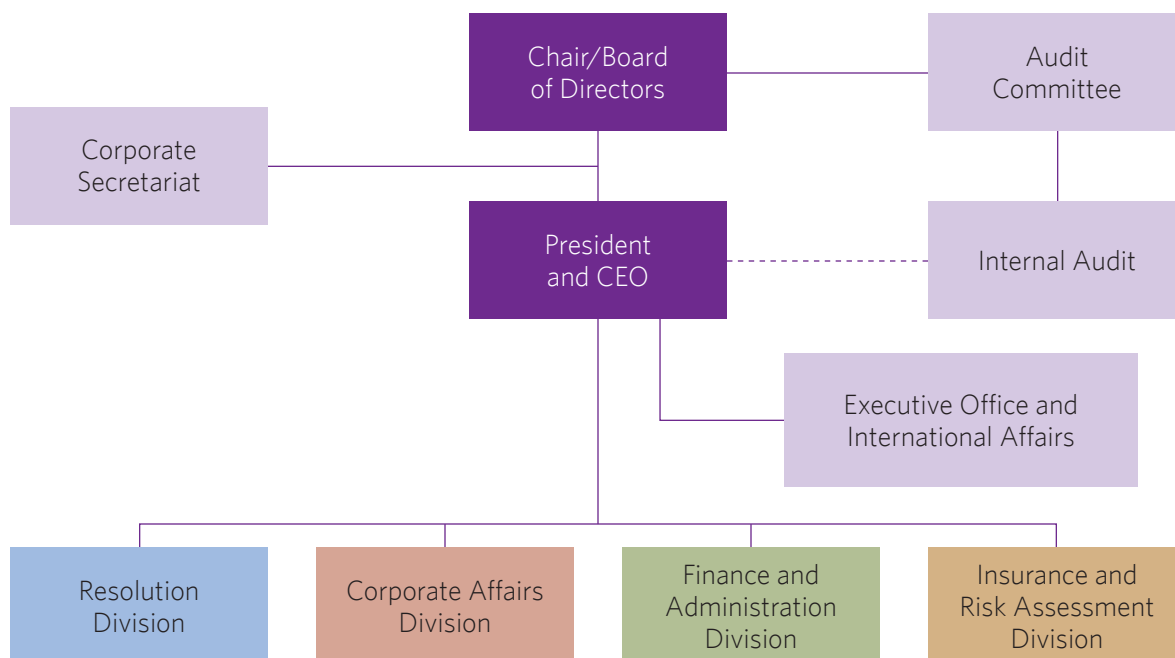 Chair/Board
of Directors
Audit
Committee
Corporate
Secretariat
President
and CEO
Internal Audit
Executive Office and
International Affairs
Resolution
Division
Corporate Affairs
Division
Finance and
Administration
Division
Insurance and
Risk Assessment
Division